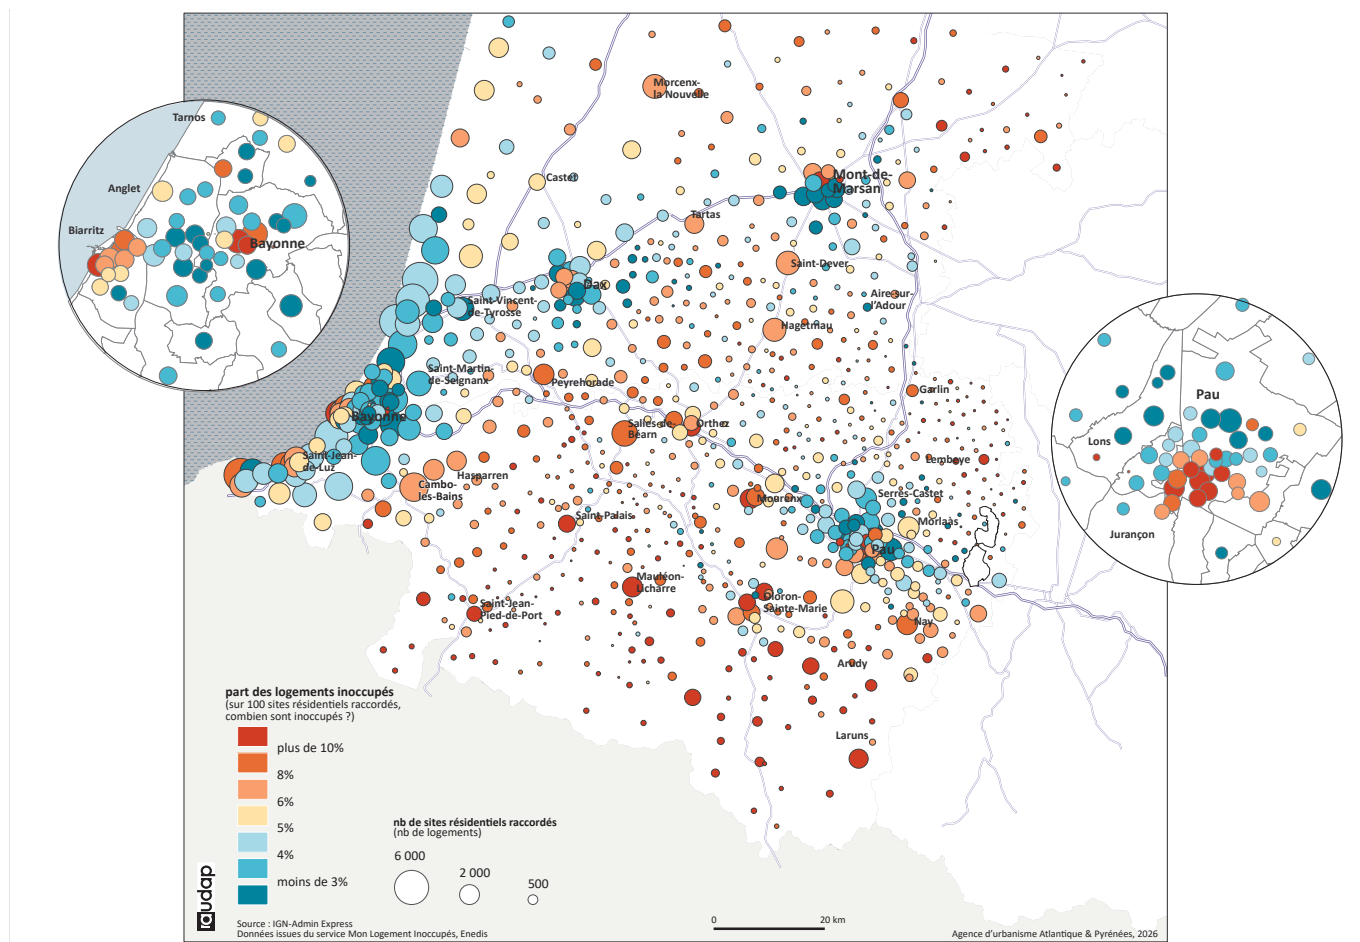 Tarnos
Anglet
Biarritz
Bayonne
Morcenx-
la Nouvelle
Castet
Mont-de-
Marsan
Tartas
Saint-Dever
Dax
Aire-sur-
l'Adour
Saint-Vincent-
de-Tyrosse
Hagetmau
Saint-Martin-
de-Seignanx
Peyrehorade
Garlin
Bayonne
Salies-de-
Béarn
Orthez
Saint-Jean-
de-Luz
Hasparren
Cambo-
les-Bains
Lembeye
Mourenx
Serres-Castet
Saint-Palais
Morlaàs
Pau
Mauléon-
Licharre
Oloron-
Sainte-Marie
Saint-Jean-
Pied-de-Port
Nay
Arudy
Laruns
Pau
Lons
Jurançon
part des logements inoccupés
(sur 100 sites résidentiels raccordés,
combien sont inoccupés ?)
plus de 10%
8%
6%
5%
4%
moins de 3%
nb de sites résidentiels raccordés
(nb de logements)
6 000
2 000
500
audap
Source : IGN-Admin Express
Données issues du service Mon Logement Inoccupés, Enedis
0
20 km
Agence d'urbanisme Atlantique & Pyrénées, 2026